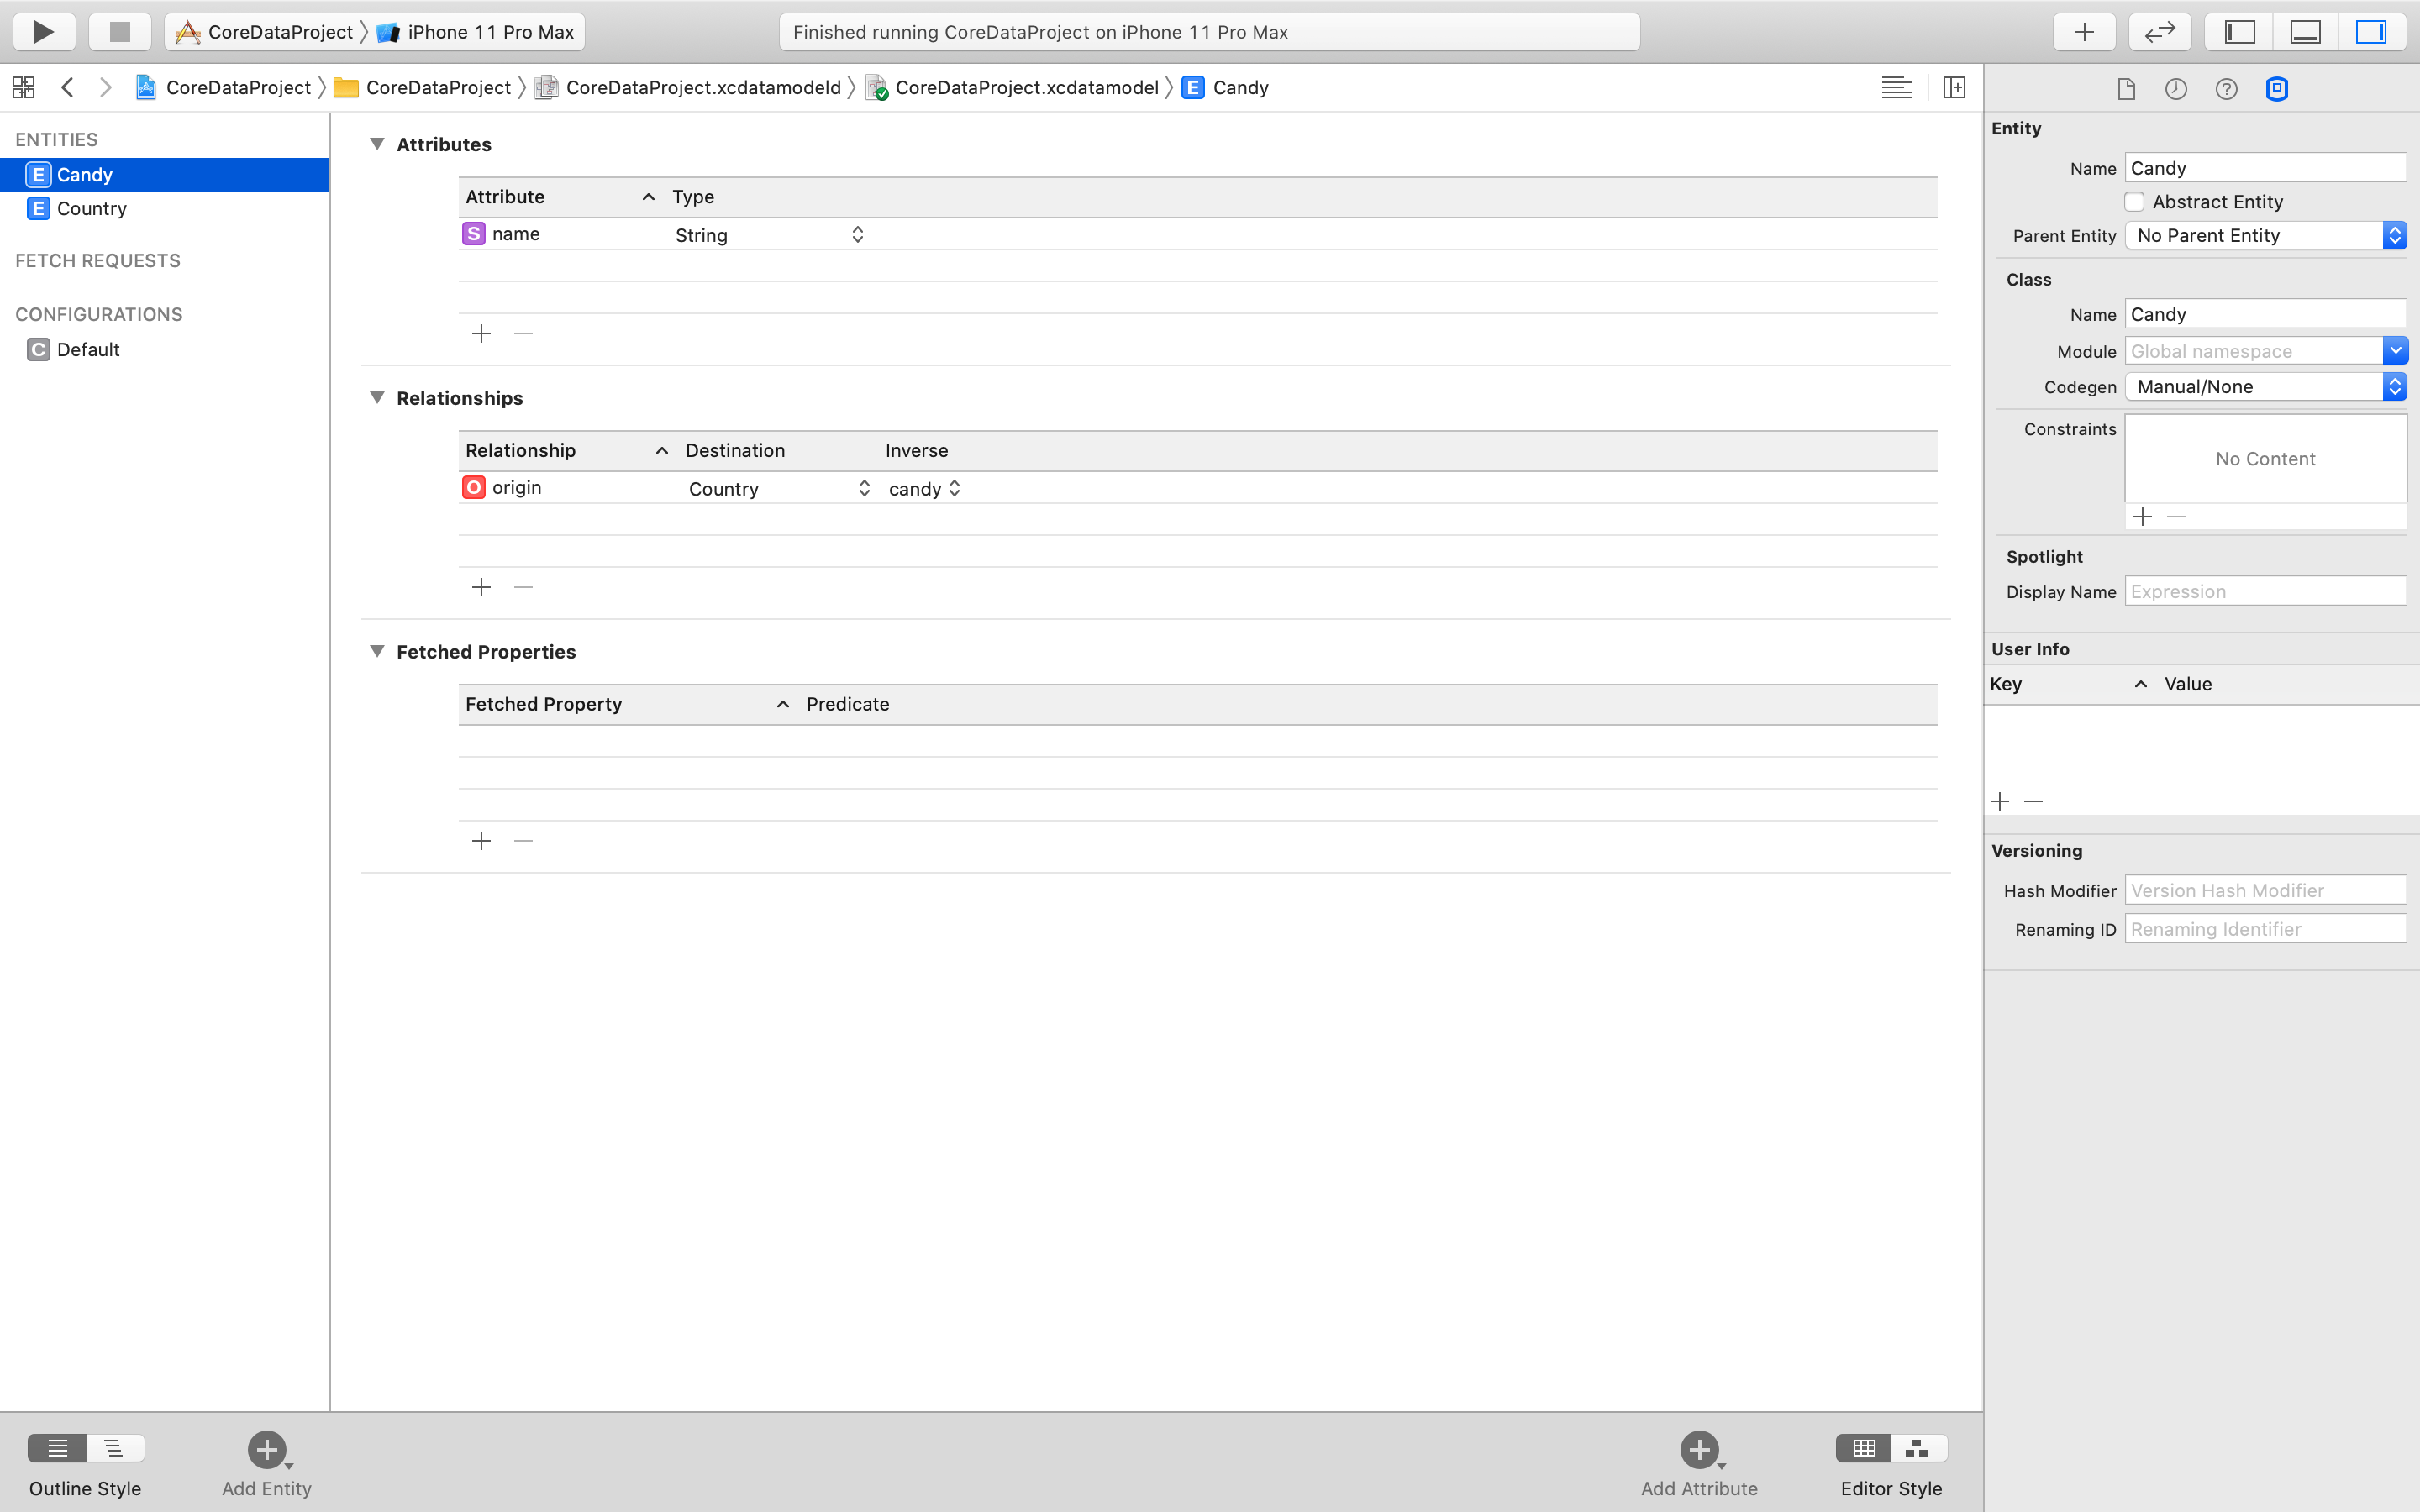 CoreDataProject iPhone 11 Pro Max
Finished running CoreDataProject on iPhone 11 Pro Max
CoreDataProject CoreDataProject CoreDataProject.xcdatamodeld CoreDataProject.xcdatamodel E Candy
ENTITIES
E Candy
E Country
FETCH REQUESTS
CONFIGURATIONS
C Default
Attributes
Attribute Type
S name String
Relationships
Relationship Destination Inverse
O origin Country candy
Fetched Properties
Fetched Property Predicate
Entity
Name Candy
Abstract Entity
Parent Entity No Parent Entity
Class
Name Candy
Module Global namespace
Codegen Manual/None
Constraints No Content
Spotlight
Display Name Expression
User Info
Key Value
Versioning
Hash Modifier Version Hash Modifier
Renaming ID Renaming Identifier
Outline Style Add Entity Add Attribute Editor Style